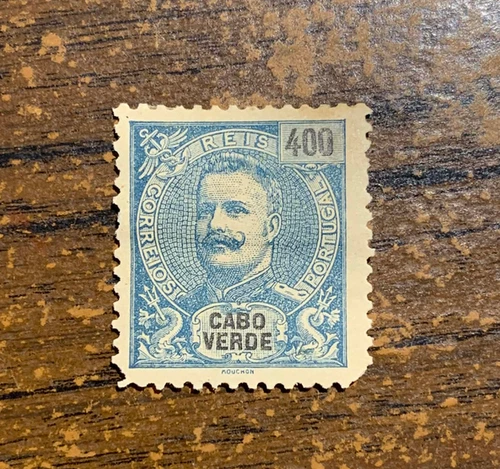 REIS
400
CORREIOS
PORTUGAL
CABO
VERDE
MOUCHON